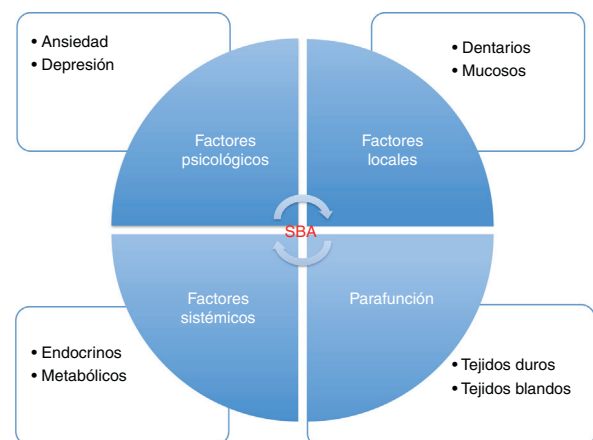 • Ansiedad
• Depresión
• Dentarios
• Mucosos
Factores
psicológicos
Factores
locales
SBA
Factores
sistémicos
Parafunción
• Endocrinos
• Metabólicos
• Tejidos duros
• Tejidos blandos